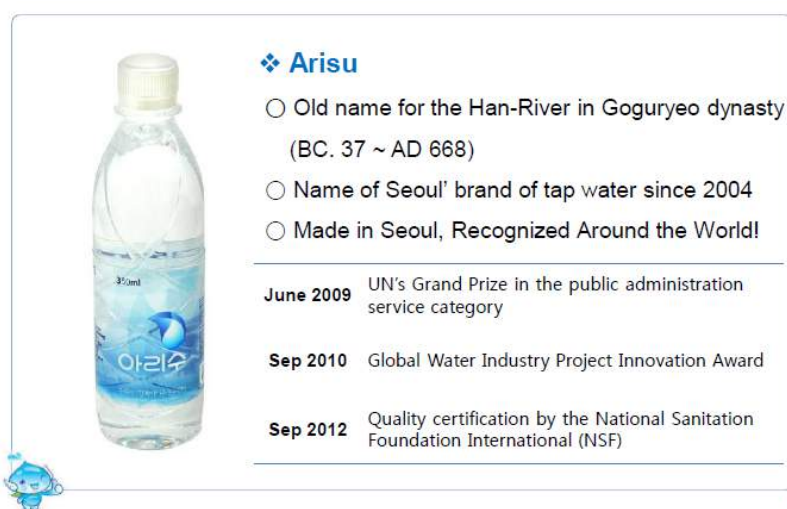 ❖ Arisu
○ Old name for the Han-River in Goguryeo dynasty
(BC. 37 ~ AD 668)
○ Name of Seoul' brand of tap water since 2004
○ Made in Seoul, Recognized Around the World!
350ml
아리수
June 2009 UN's Grand Prize in the public administration
service category
Sep 2010 Global Water Industry Project Innovation Award
Sep 2012 Quality certification by the National Sanitation
Foundation International (NSF)